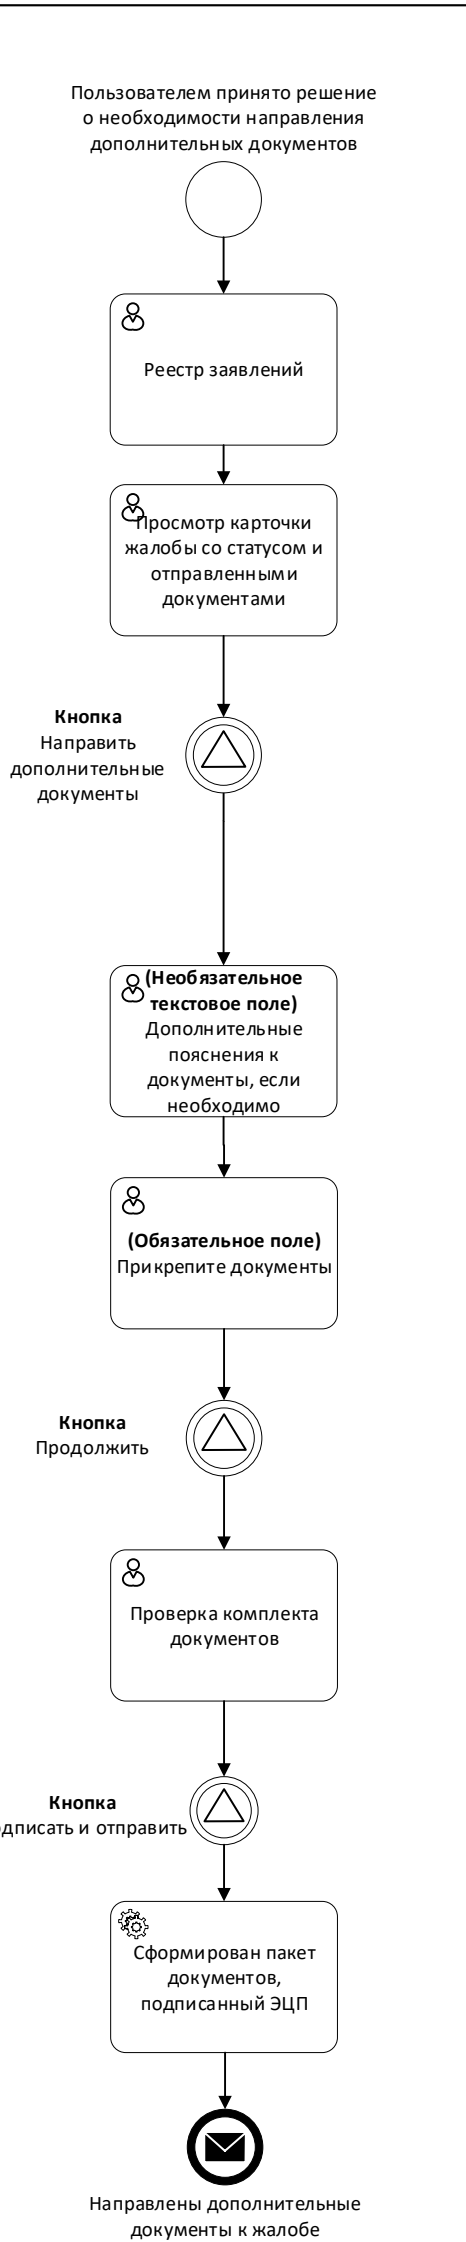 Пользователем принято решение
о необходимости направления
дополнительных документов
Реестр заявлений
Просмотр карточки
жалобы со статусом и
отправленными
документами
Кнопка
Направить
дополнительные
документы
(Необязательное
текстовое поле)
Дополнительные
пояснения к
документы, если
необходимо
(Обязательное поле)
Прикрепите документы
Кнопка
Продолжить
Проверка комплекта
документов
Кнопка
дписать и отправить
Сформирован пакет
документов,
подписанный ЭЦП
Направлены дополнительные
документы к жалобе